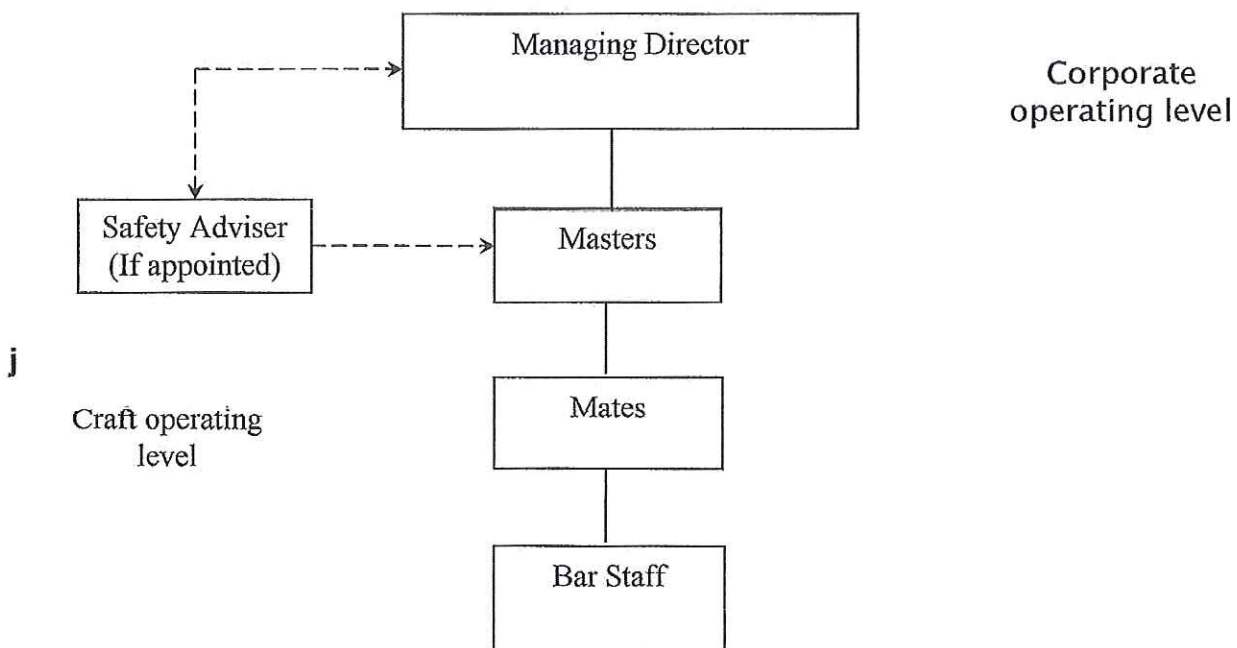 Managing Director
Corporate
operating level
Safety Adviser
(If appointed)
Masters
j
Mates
Craft operating
level
Bar Staff